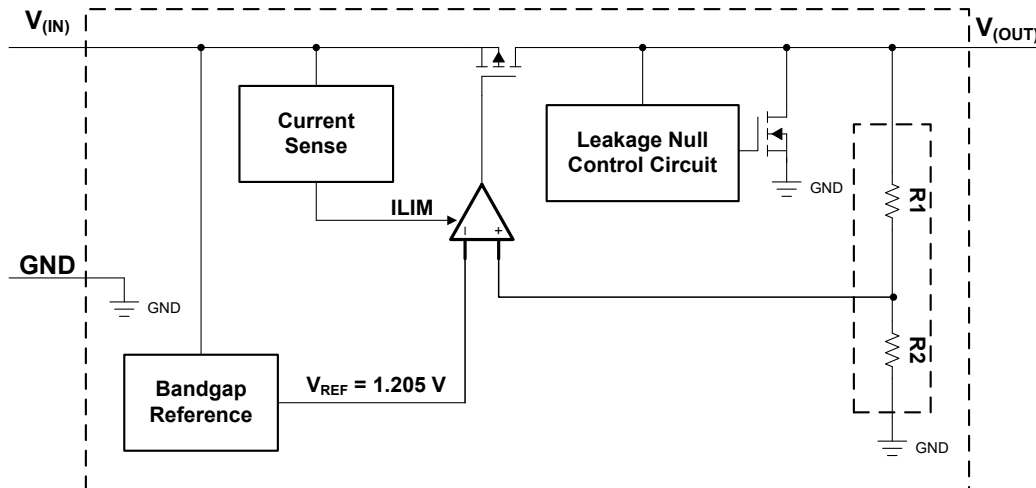 V(IN)
V(OUT)
Current
Sense
Leakage Null
Control Circuit
GND
R1
ILIM
- +
GND
GND
R2
Bandgap
Reference
VREF = 1.205 V
GND